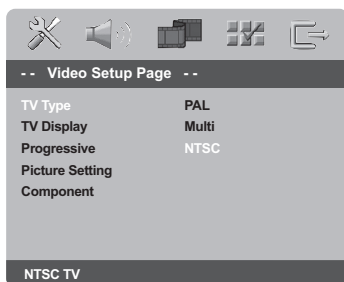 - - Video Setup Page - -
TV Type PAL
TV Display Multi
Progressive NTSC
Picture Setting
Component
NTSC TV